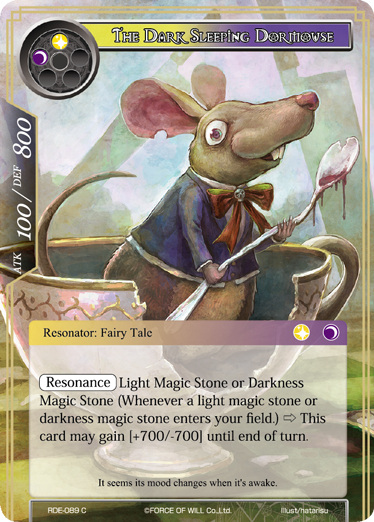 The Dark Sleeping Dormouse
ATK 100 / DEF 800
Resonator: Fairy Tale
Resonance Light Magic Stone or Darkness
Magic Stone (Whenever a light magic stone or
darkness magic stone enters your field.) ⇨ This
card may gain [+700/-700] until end of turn.
It seems its mood changes when it's awake.
RDE-089 C ©FORCE OF WILL Co.,Ltd. Illust/hatarisu